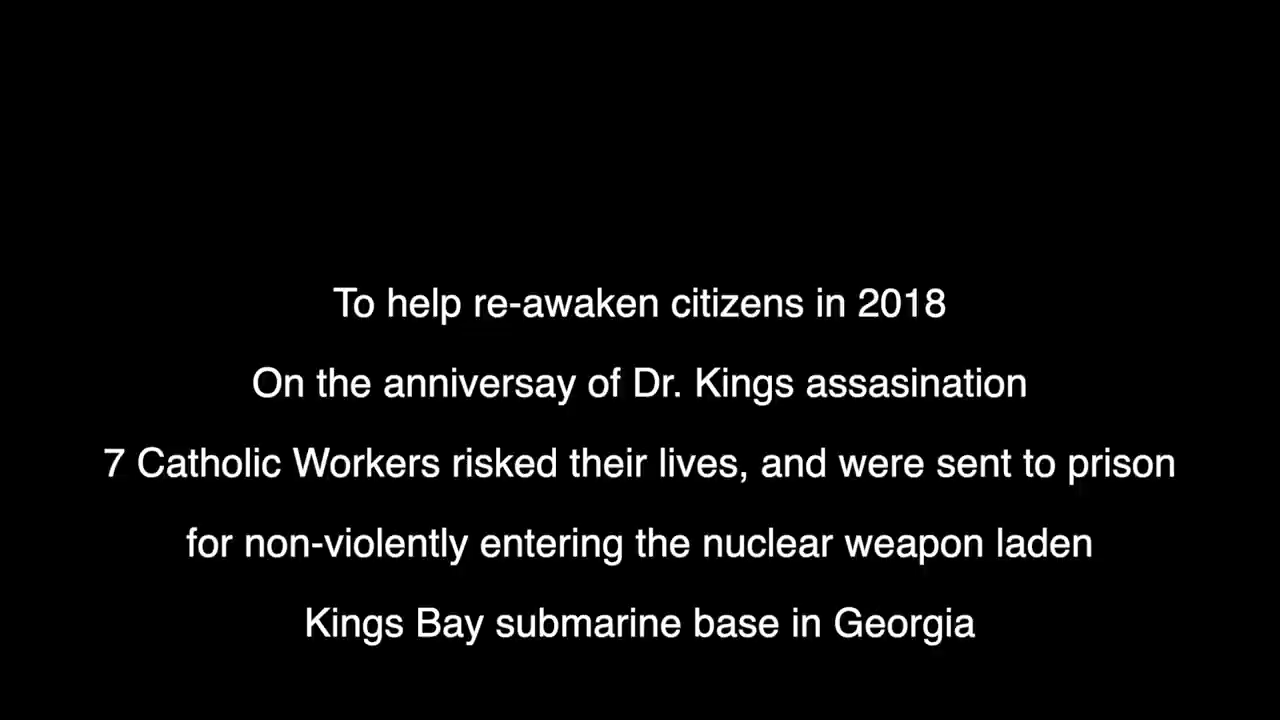 To help re-awaken citizens in 2018
On the anniversay of Dr. Kings assasination
7 Catholic Workers risked their lives, and were sent to prison
for non-violently entering the nuclear weapon laden
Kings Bay submarine base in Georgia